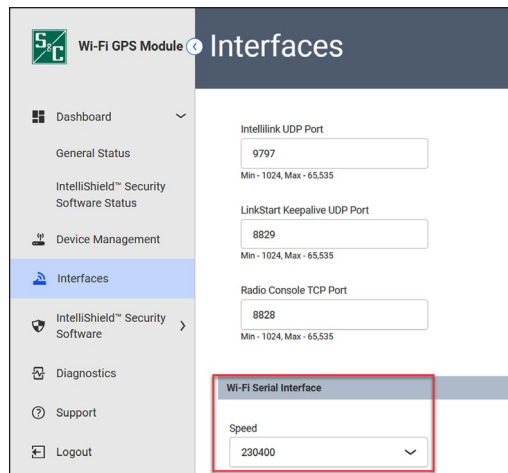 S&C
Wi-Fi GPS Module
Interfaces
Dashboard
General Status
IntelliShield™ Security
Software Status
Device Management
Interfaces
IntelliShield™ Security
Software
Diagnostics
Support
Logout
Intellilink UDP Port
9797
Min - 1024, Max - 65,535
LinkStart Keepalive UDP Port
8829
Min - 1024, Max - 65,535
Radio Console TCP Port
8828
Min - 1024, Max - 65,535
Wi-Fi Serial Interface
Speed
230400